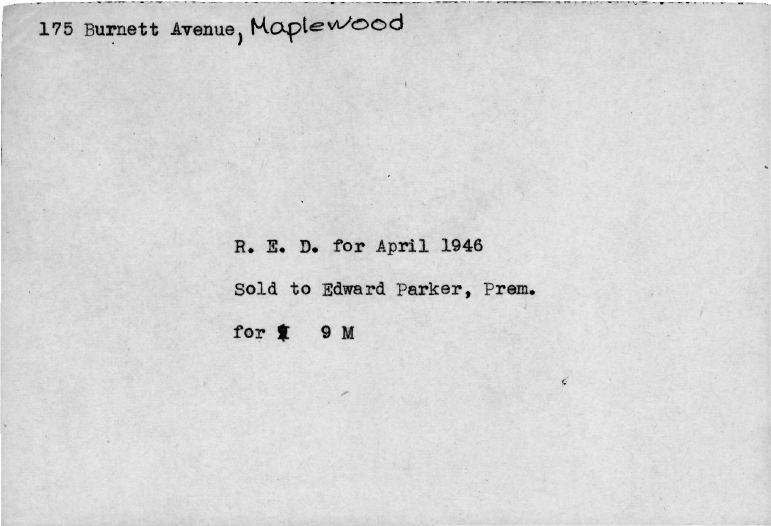 175 Burnett Avenue, Maplewood
R. E. D. for April 1946
Sold to Edward Parker, Prem.
for 9 M